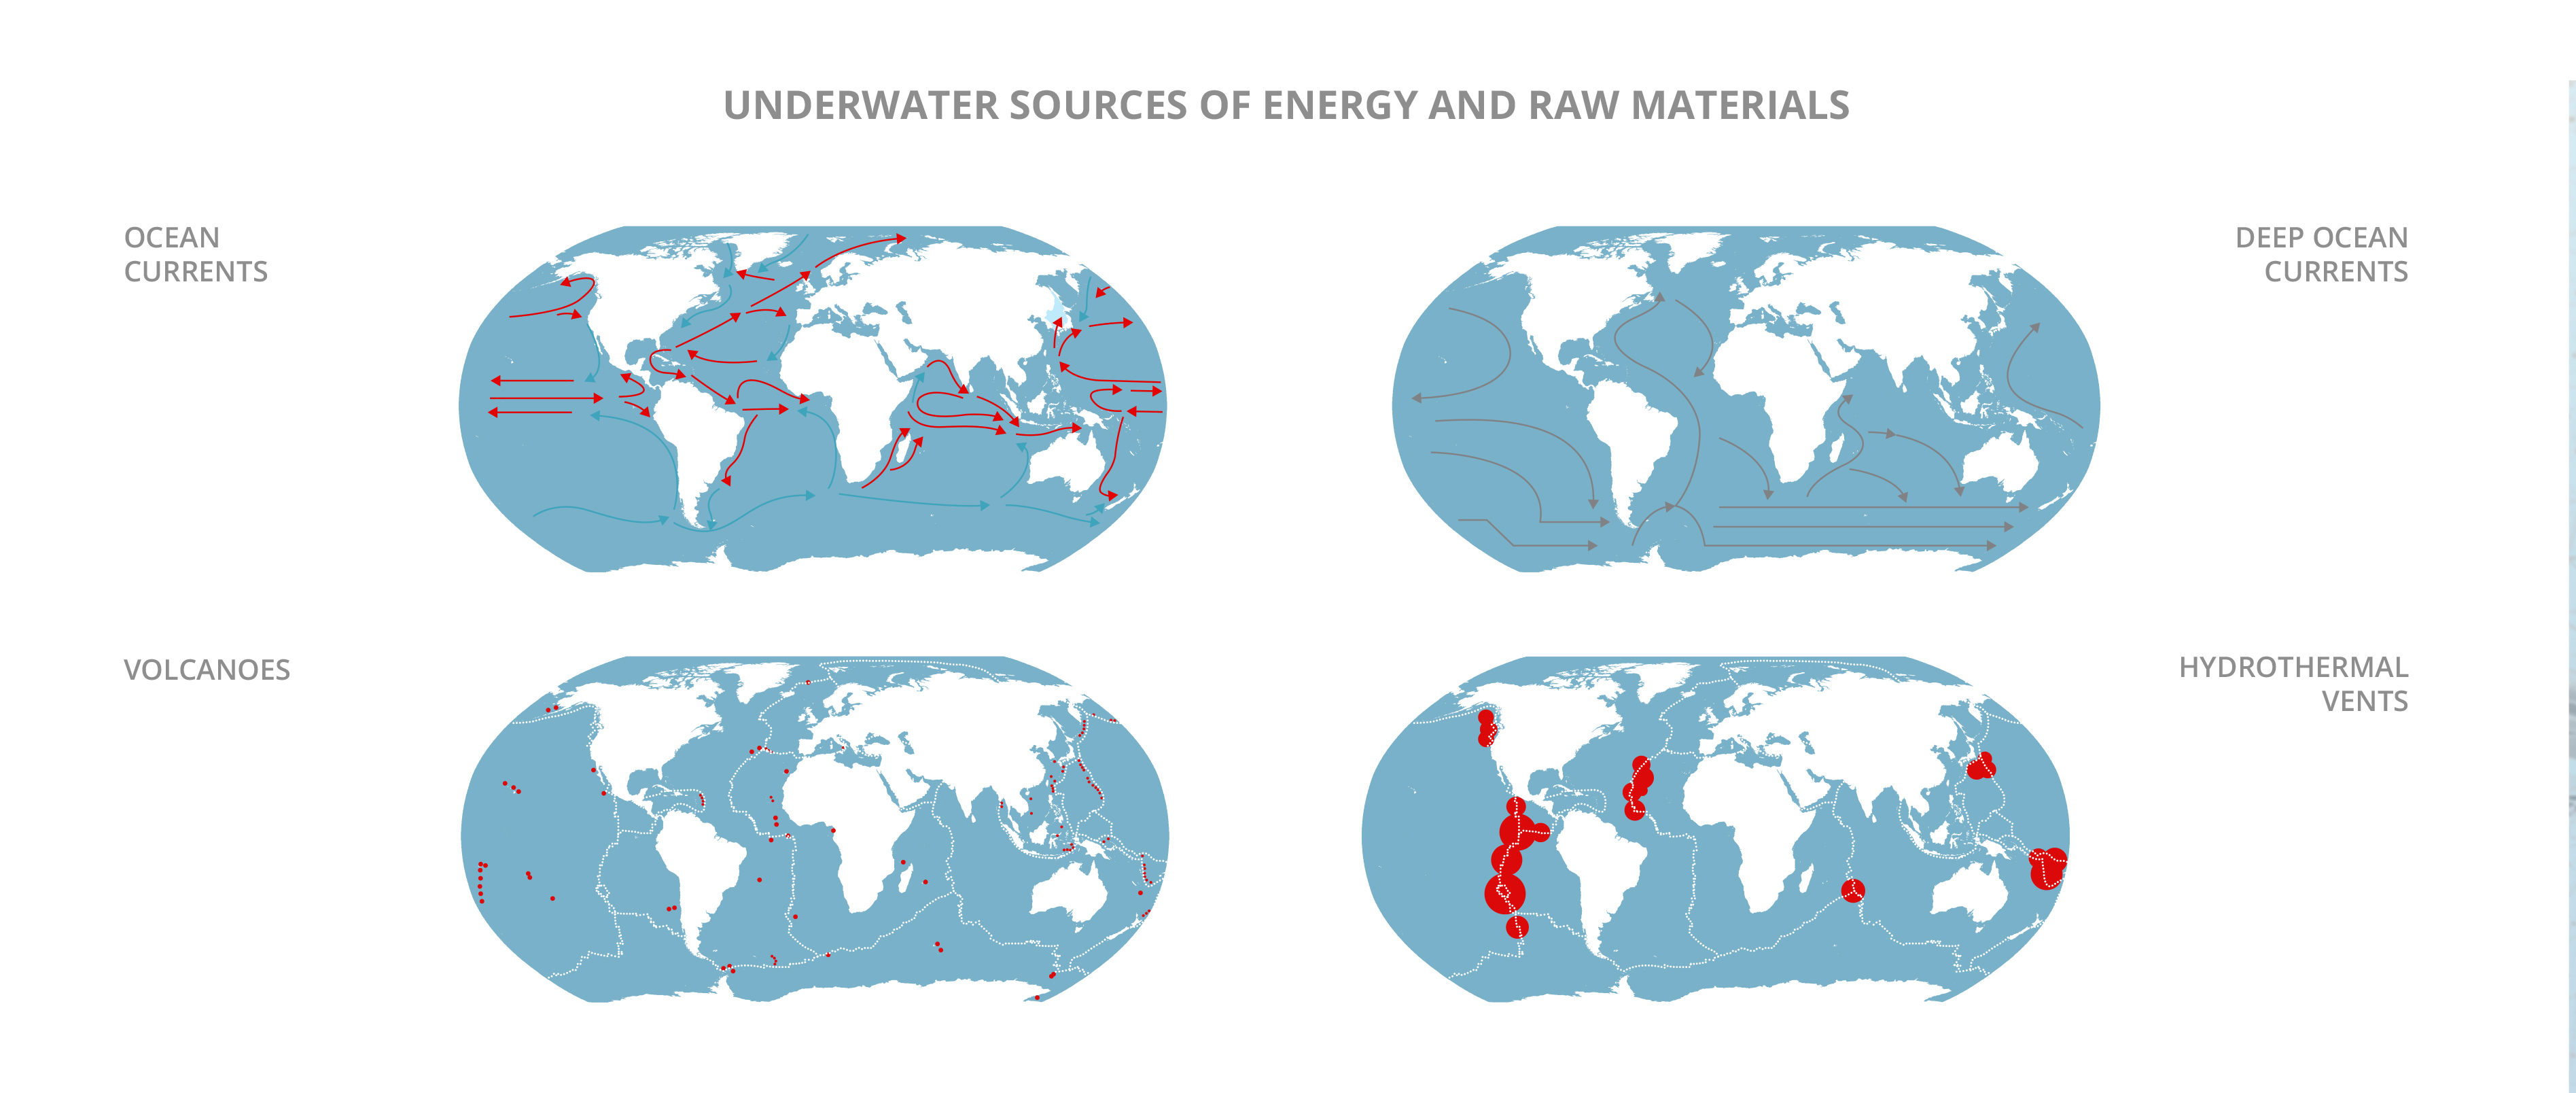 UNDERWATER SOURCES OF ENERGY AND RAW MATERIALS
OCEAN
CURRENTS
DEEP OCEAN
CURRENTS
VOLCANOES
HYDROTHERMAL
VENTS